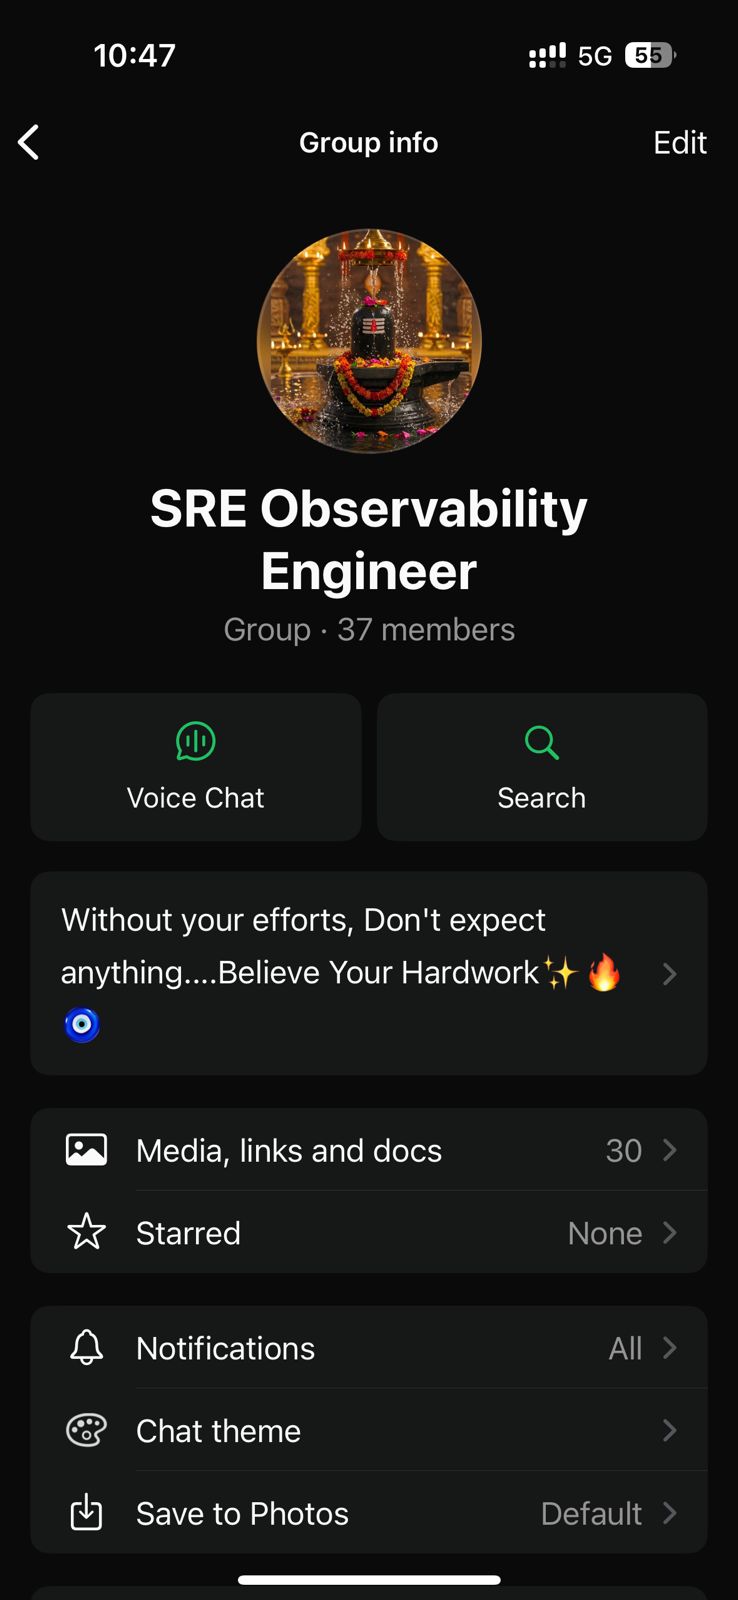 10:47
5G
55
Group info
Edit
SRE Observability
Engineer
Group · 37 members
Voice Chat
Search
Without your efforts, Don't expect
anything....Believe Your Hardwork✨🔥
🧿
Media, links and docs
30
Starred
None
Notifications
All
Chat theme
Save to Photos
Default